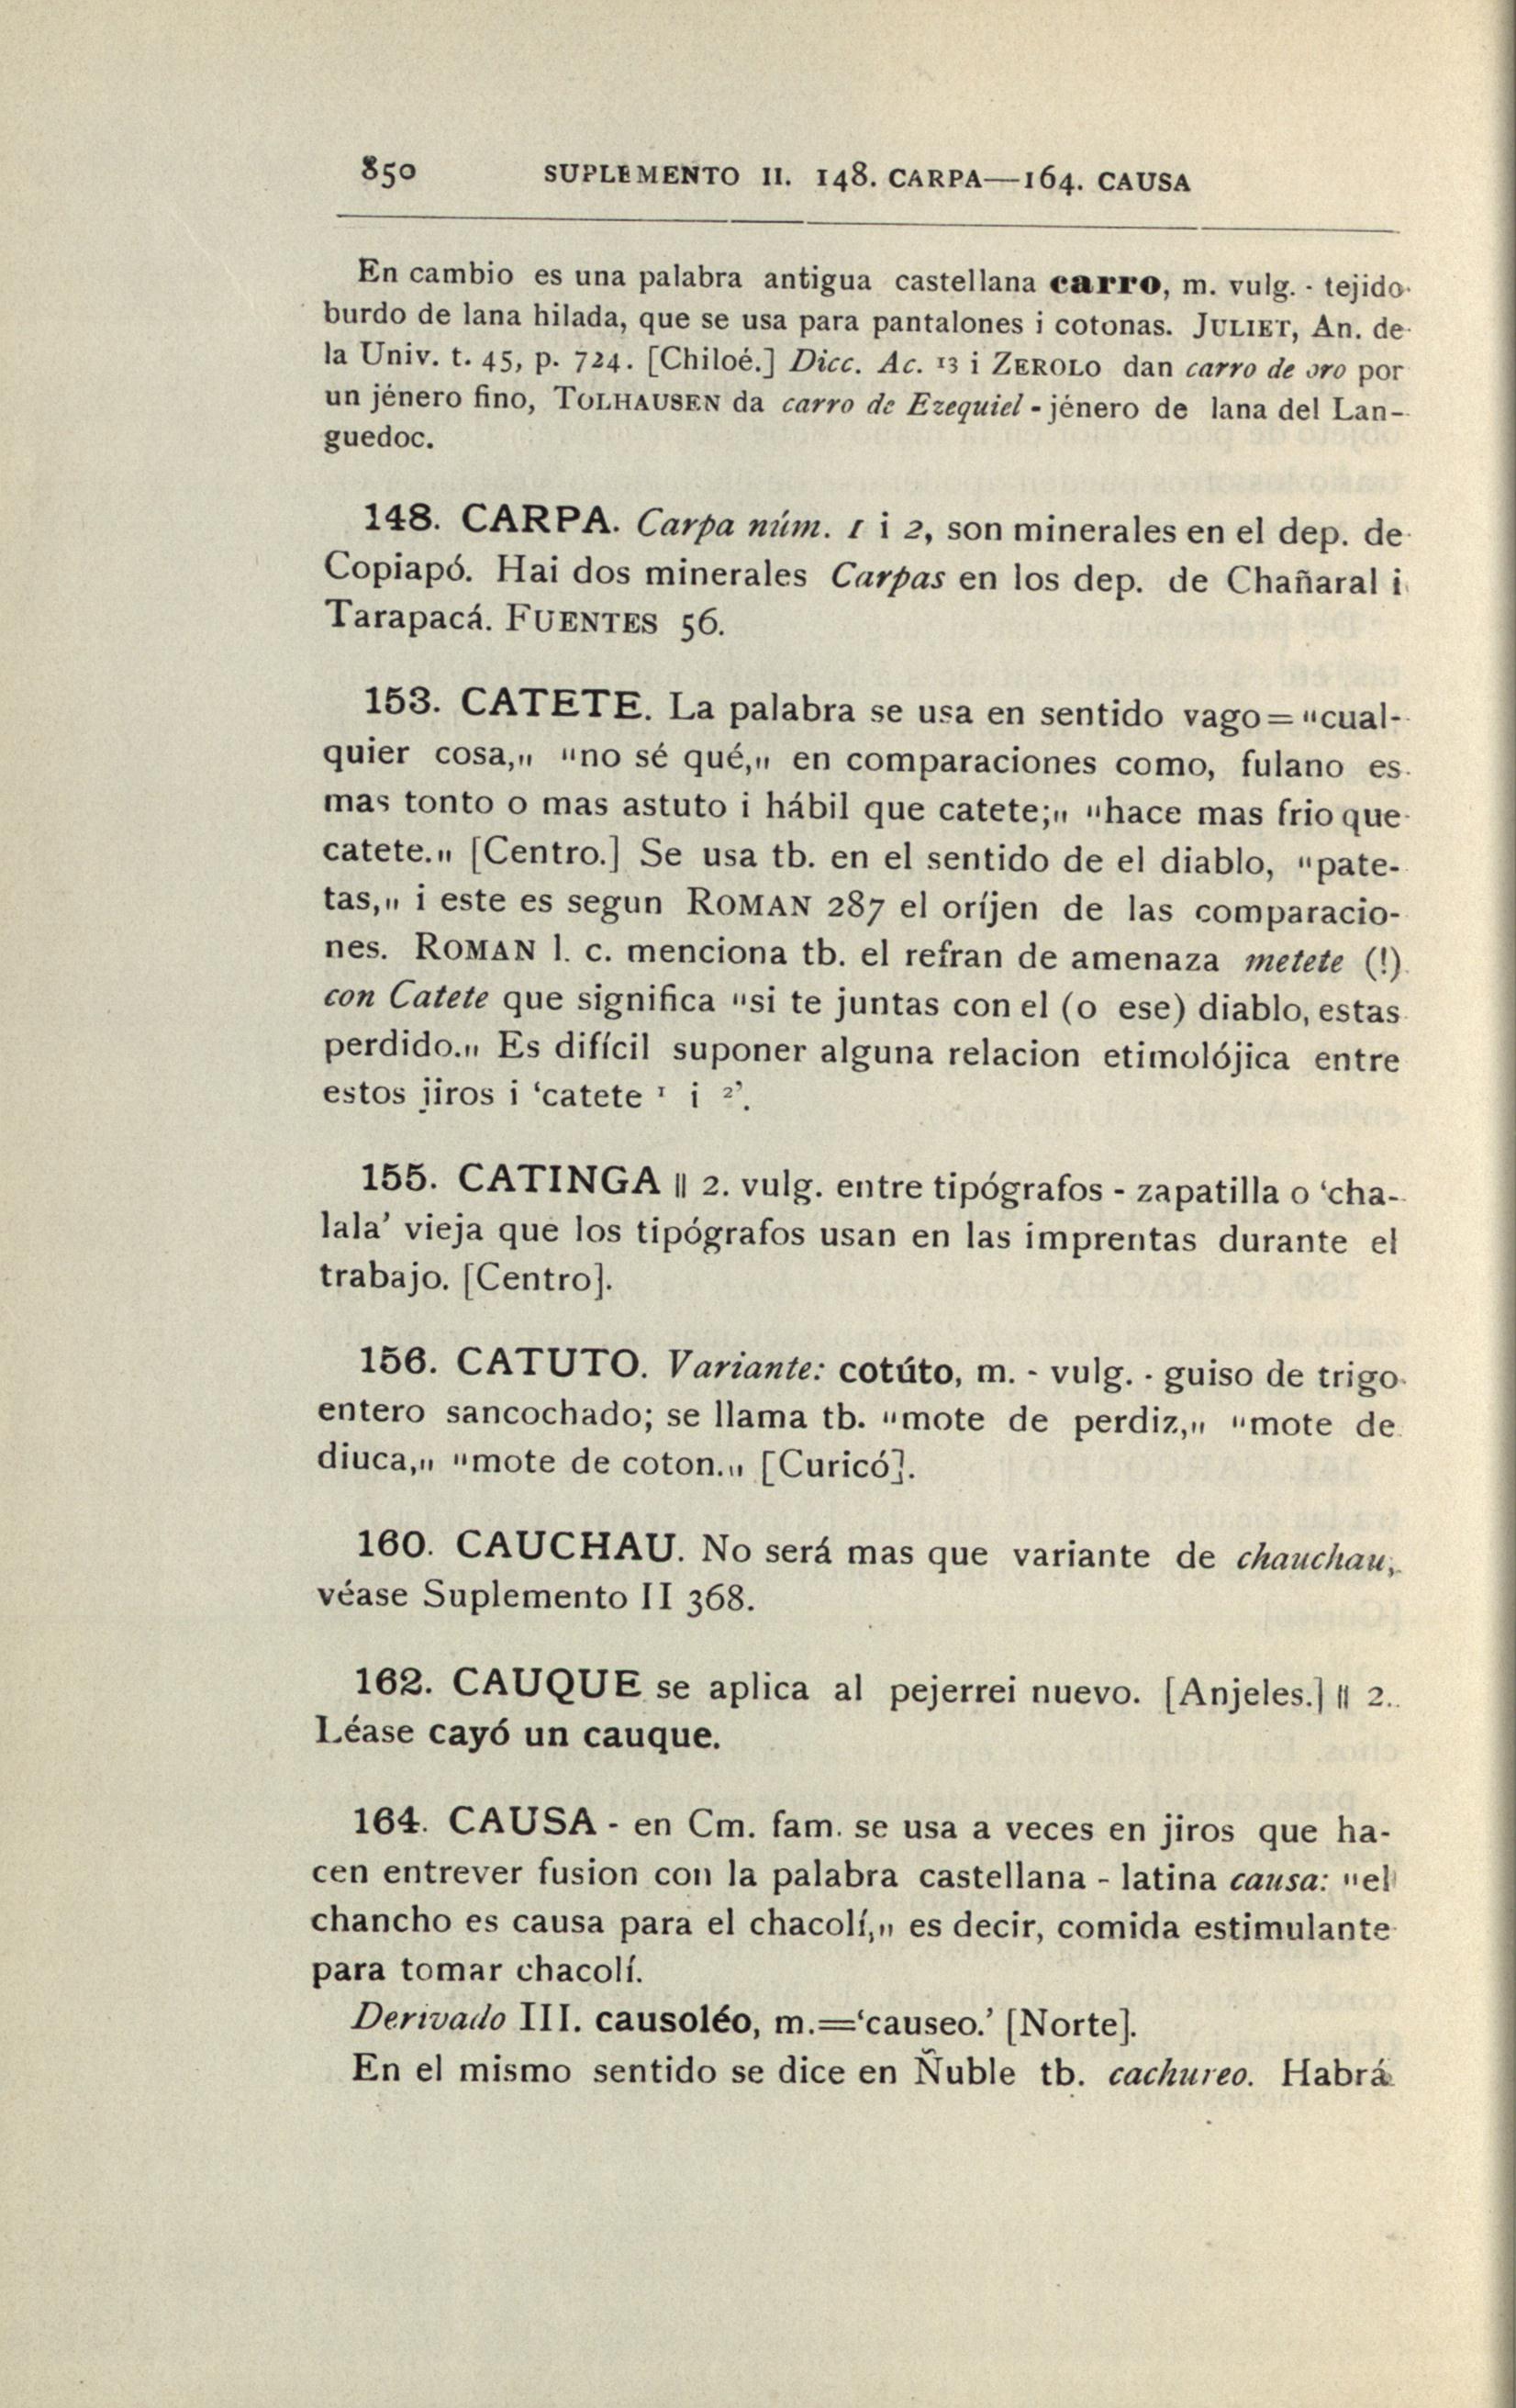 850 SUPLEMENTO II. 148. CARPA—164. CAUSA
En cambio es una palabra antigua castellana carro, m. vulg. - tejido
burdo de lana hilada, que se usa para pantalones i cotonas. JULIET, An. de
la Univ. t. 45, p. 724. [Chiloé.] Dicc. Ac. 13 i ZEROLO dan carro de oro por
un jénero fino, TOLHAUSEN da carro de Ezequiel - jénero de lana del Lan-
guedoc.
148. CARPA. Carpa núm. 1 i 2, son minerales en el dep. de
Copiapó. Hai dos minerales Carpas en los dep. de Chañaral i
Tarapacá. FUENTES 56.
153. CATETE. La palabra se usa en sentido vago = "cual-
quier cosa,„ "no sé qué,„ en comparaciones como, fulano es
mas tonto o mas astuto i hábil que catete;„ "hace mas frio que
catete.„ [Centro.] Se usa tb. en el sentido de el diablo, "pate-
tas,„ i este es segun ROMAN 287 el oríjen de las comparacio-
nes. ROMAN l. c. menciona tb. el refran de amenaza metete (!)
con Catete que significa "si te juntas con el (o ese) diablo, estas
perdido.„ Es difícil suponer alguna relacion etimolójica entre
estos jiros i ‘catete ¹ i ²’.
155. CATINGA || 2. vulg. entre tipógrafos - zapatilla o ‘cha-
lala’ vieja que los tipógrafos usan en las imprentas durante el
trabajo. [Centro].
156. CATUTO. Variante: cotúto, m. - vulg. - guiso de trigo
entero sancochado; se llama tb. "mote de perdiz,„ "mote de
diuca,„ "mote de coton.„ [Curicó].
160. CAUCHAU. No será mas que variante de chauchau,
véase Suplemento II 368.
162. CAUQUE se aplica al pejerrei nuevo. [Anjeles.] || 2.
Léase cayó un cauque.
164. CAUSA - en Cm. fam. se usa a veces en jiros que ha-
cen entrever fusion con la palabra castellana - latina causa: "el
chancho es causa para el chacolí,„ es decir, comida estimulante
para tomar chacolí.
Derivado III. causoléo, m.=‘causeo.’ [Norte].
En el mismo sentido se dice en Ñuble tb. cachureo. Habrá